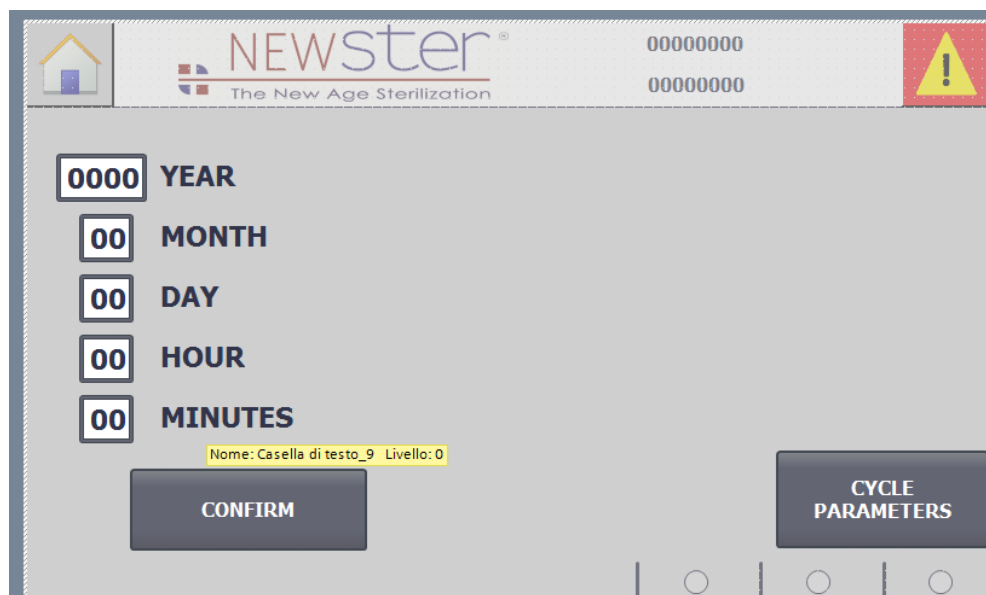 NEWSter®
The New Age Sterilization
00000000
00000000
0000 YEAR
00 MONTH
00 DAY
00 HOUR
00 MINUTES
Nome: Casella di testo_9 Livello: 0
CONFIRM
CYCLE
PARAMETERS